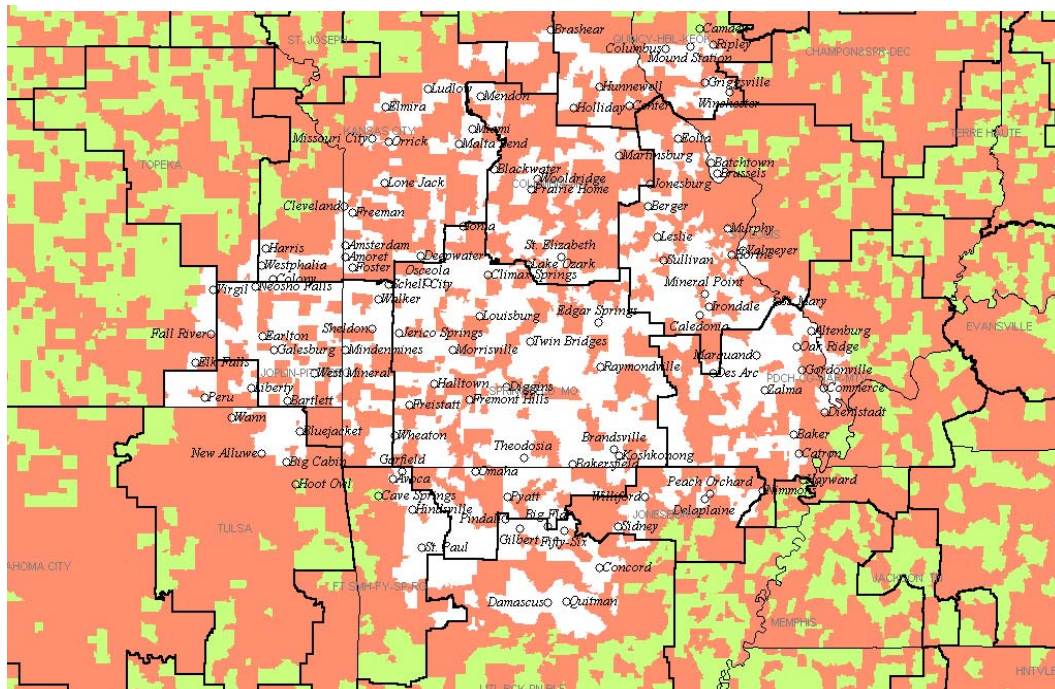 Brashear
Camden
ST. JOSEPH
QUINCY-HBL-KEOK
Ripley
Columbus
Mound Station
CHAMPGN&SPR-DEC
Ludlow
Mendon
Hunnewell
Griggsville
Winchester
Elmira
Holliday
Center
KANSAS CITY
Miami
Missouri City
Orrick
Malta Bend
Eolia
TERRE HAUTE
TOPEKA
Martinsburg
Batchtown
Blackwater
Brussels
Lone Jack
Wooldridge
Prairie Home
Jonesburg
Cleveland
Freeman
Berger
Ionia
Murphy
Harris
Amsterdam
St. Elizabeth
Leslie
Valmeyer
Amoret
Deepwater
Lake Ozark
Sullivan
Westphalia
Foster
Osceola
Climax Springs
Colony
Mineral Point
Virgil
Neosho Falls
Schell City
Walker
Irondale
St. Mary
Louisburg
Edgar Springs
Caledonia
Fall River
Earlton
Sheldon
Jerico Springs
Altenburg
EVANSVILLE
Galesburg
Mindenmines
Morrisville
Twin Bridges
Marquand
Oak Ridge
Elk Falls
West Mineral
Raymondville
Des Arc
Gordonville
Liberty
Halltown
Diggins
Zalma
Commerce
Peru
Bartlett
Freistatt
Fremont Hills
Diehlstadt
Wann
Bluejacket
Wheaton
Theodosia
Brandsville
Baker
New Alluwe
Big Cabin
Garfield
Koshkonong
Catron
Bakersfield
Hoot Owl
Avoca
Omaha
Peach Orchard
Hayward
Nimmons
Cave Springs
Pyatt
Williford
Delaplaine
Hindsville
Pindall
Big Flat
TULSA
Gilbert
Fifty-Six
Sidney
St. Paul
Concord
MEMPHIS
Damascus
Quitman